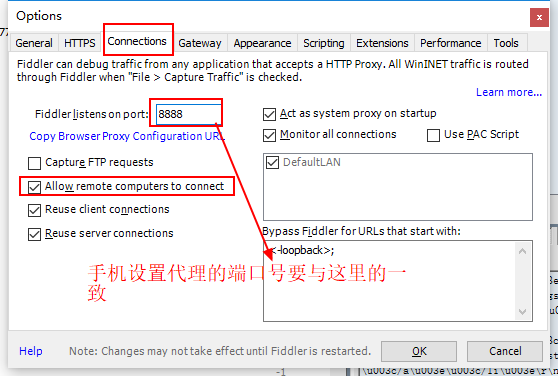 Options
General HTTPS Connections Gateway Appearance Scripting Extensions Performance Tools
Fiddler can debug traffic from any application that accepts a HTTP Proxy. All WinINET traffic is routed
through Fiddler when "File > Capture Traffic" is checked.
Learn more...
Fiddler listens on port: 8888
Copy Browser Proxy Configuration URL
Capture FTP requests
Allow remote computers to connect
Reuse client connections
Reuse server connections
Act as system proxy on startup
Monitor all connections Use PAC Script
DefaultLAN
Bypass Fiddler for URLs that start with:
<-loopback>;
手机设置代理的端口号要与这里的一
致
Help Note: Changes may not take effect until Fiddler is restarted. OK Cancel
-1